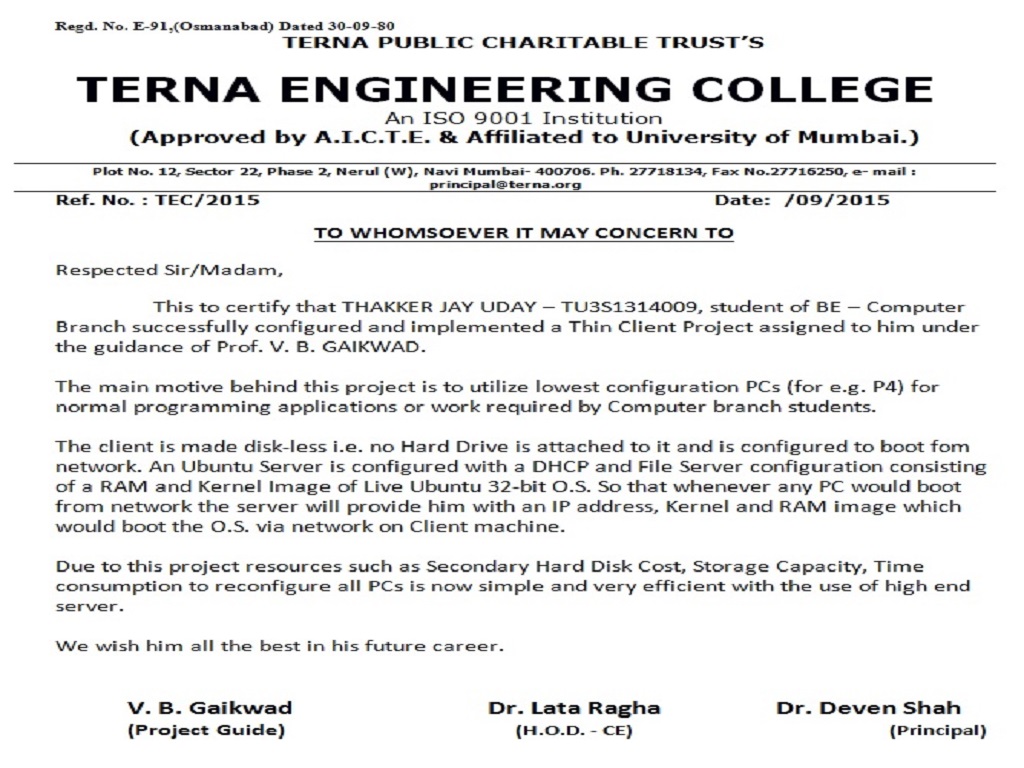 Regd. No. E-91,(Osmanabad) Dated 30-09-80
TERNA PUBLIC CHARITABLE TRUST'S
TERNA ENGINEERING COLLEGE
An ISO 9001 Institution
(Approved by A.I.C.T.E. & Affiliated to University of Mumbai.)
Plot No. 12, Sector 22, Phase 2, Nerul (W), Navi Mumbai- 400706. Ph. 27718134, Fax No.27716250, e- mail :
principal@terna.org
Ref. No. : TEC/2015 Date: /09/2015
TO WHOMSOEVER IT MAY CONCERN TO
Respected Sir/Madam,
This to certify that THAKKER JAY UDAY – TU3S1314009, student of BE – Computer
Branch successfully configured and implemented a Thin Client Project assigned to him under
the guidance of Prof. V. B. GAIKWAD.
The main motive behind this project is to utilize lowest configuration PCs (for e.g. P4) for
normal programming applications or work required by Computer branch students.
The client is made disk-less i.e. no Hard Drive is attached to it and is configured to boot fom
network. An Ubuntu Server is configured with a DHCP and File Server configuration consisting
of a RAM and Kernel Image of Live Ubuntu 32-bit O.S. So that whenever any PC would boot
from network the server will provide him with an IP address, Kernel and RAM image which
would boot the O.S. via network on Client machine.
Due to this project resources such as Secondary Hard Disk Cost, Storage Capacity, Time
consumption to reconfigure all PCs is now simple and very efficient with the use of high end
server.
We wish him all the best in his future career.
V. B. Gaikwad Dr. Lata Ragha Dr. Deven Shah
(Project Guide) (H.O.D. - CE) (Principal)